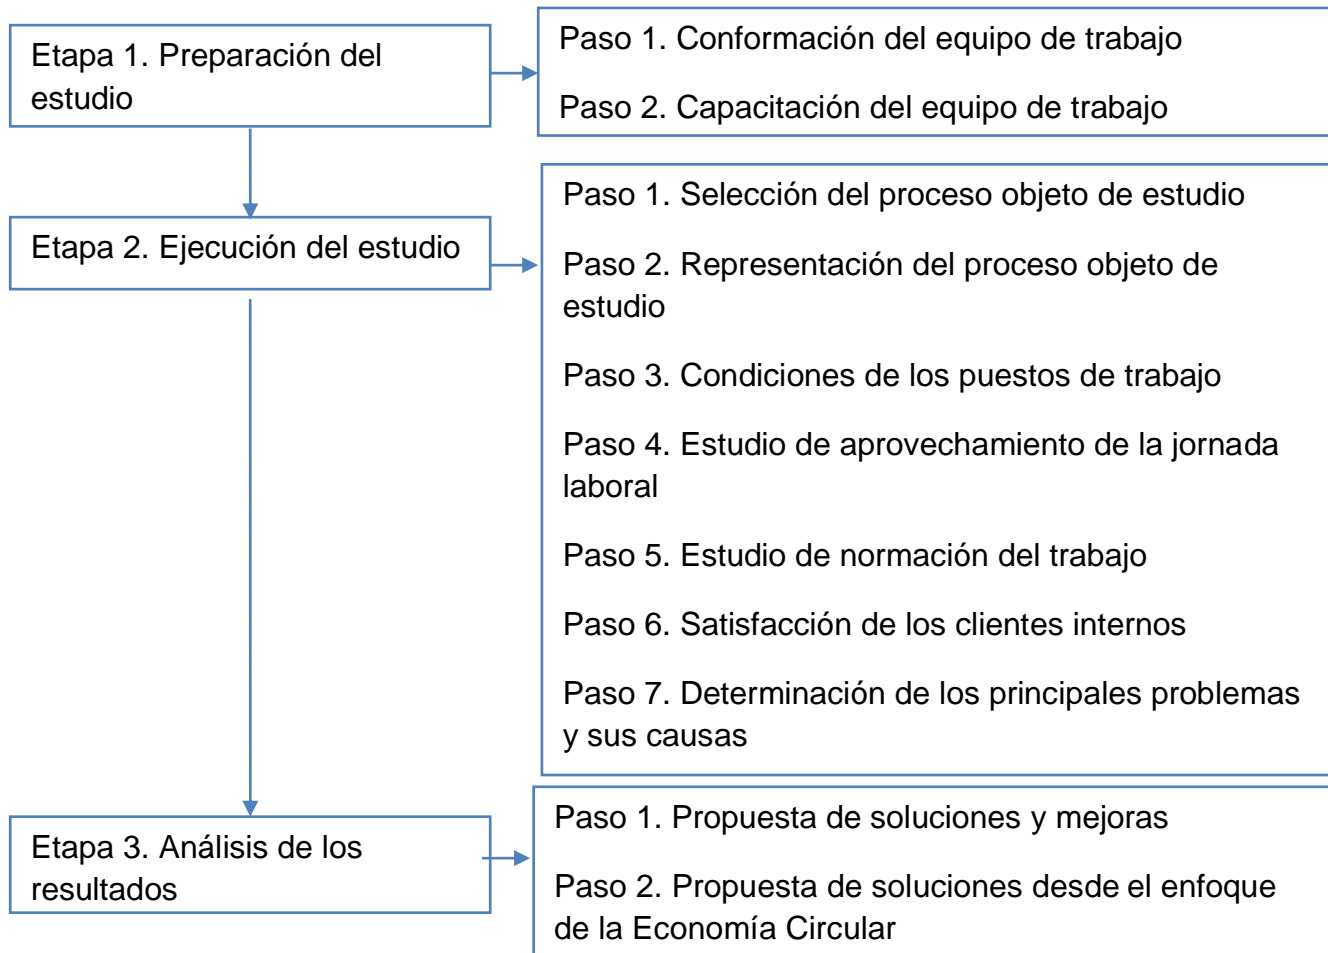 Etapa 1. Preparación del
estudio
Paso 1. Conformación del equipo de trabajo
Paso 2. Capacitación del equipo de trabajo
Etapa 2. Ejecución del estudio
Paso 1. Selección del proceso objeto de estudio
Paso 2. Representación del proceso objeto de
estudio
Paso 3. Condiciones de los puestos de trabajo
Paso 4. Estudio de aprovechamiento de la jornada
laboral
Paso 5. Estudio de normación del trabajo
Paso 6. Satisfacción de los clientes internos
Paso 7. Determinación de los principales problemas
y sus causas
Etapa 3. Análisis de los
resultados
Paso 1. Propuesta de soluciones y mejoras
Paso 2. Propuesta de soluciones desde el enfoque
de la Economía Circular